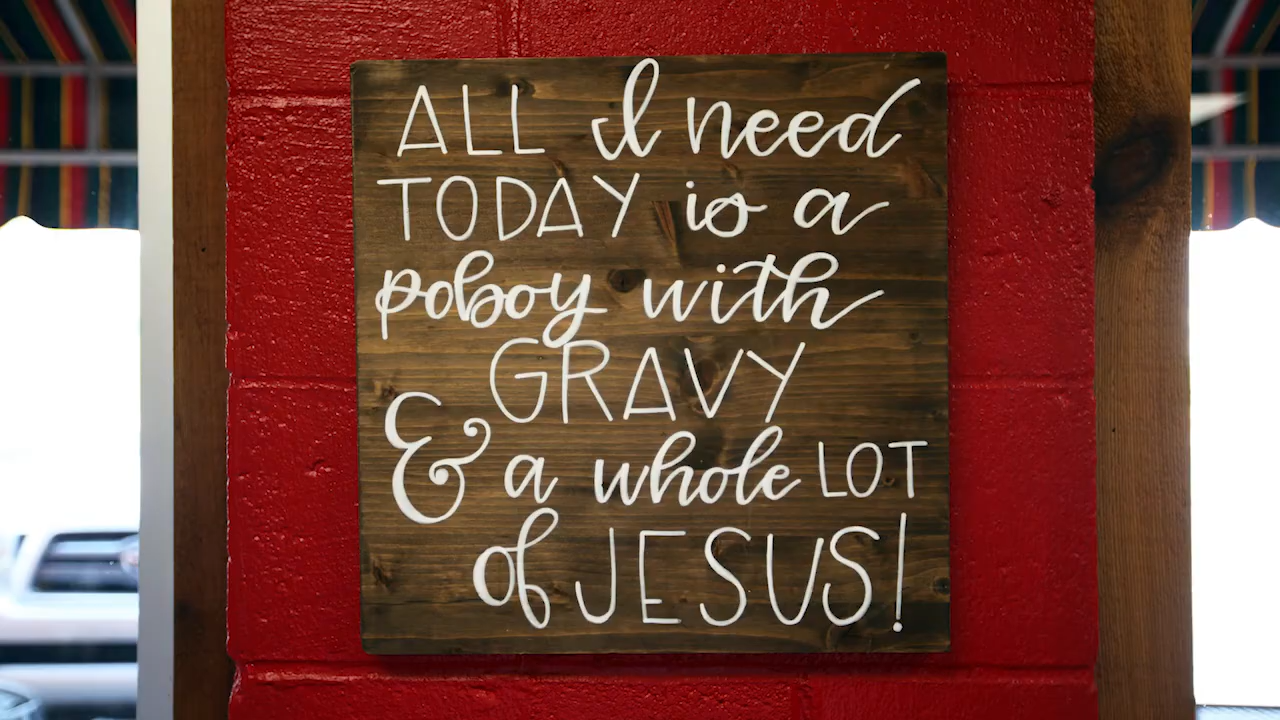 ALL I need
TODAY is a
poboy with
GRAVY
& a whole LOT
of JESUS!